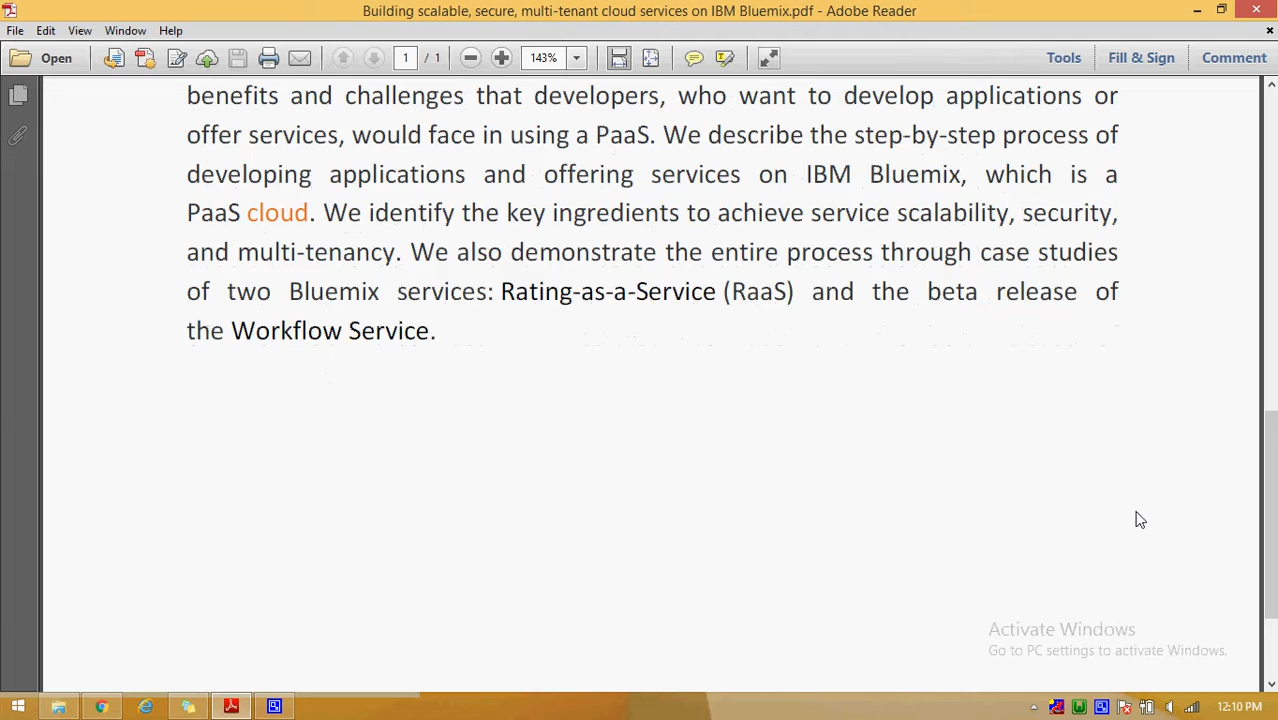 Building scalable, secure, multi-tenant cloud services on IBM Bluemix.pdf - Adobe Reader
File Edit View Window Help
Open 1 / 1 143% Tools Fill & Sign Comment
benefits and challenges that developers, who want to develop applications or
offer services, would face in using a PaaS. We describe the step-by-step process of
developing applications and offering services on IBM Bluemix, which is a
PaaS cloud. We identify the key ingredients to achieve service scalability, security,
and multi-tenancy. We also demonstrate the entire process through case studies
of two Bluemix services: Rating-as-a-Service (RaaS) and the beta release of
the Workflow Service.
Activate Windows
Go to PC settings to activate Windows.
12:10 PM